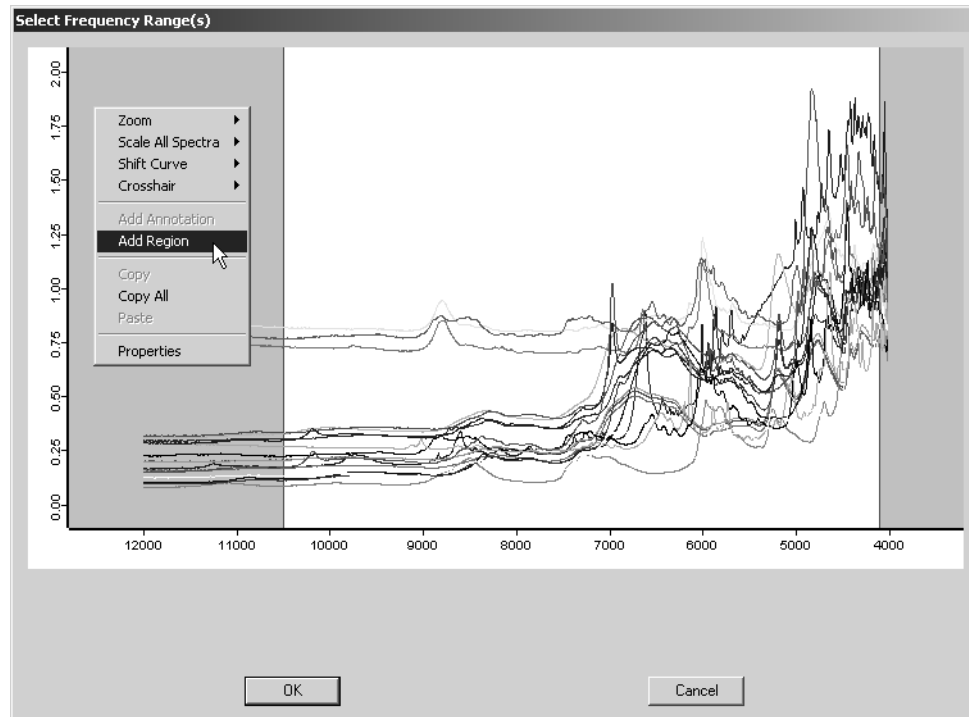 Select Frequency Range(s)
2.00
1.75
1.50
1.25
1.00
0.75
0.50
0.25
0.00
Zoom
Scale All Spectra
Shift Curve
Crosshair
Add Annotation
Add Region
Copy
Copy All
Paste
Properties
12000 11000 10000 9000 8000 7000 6000 5000 4000
OK Cancel